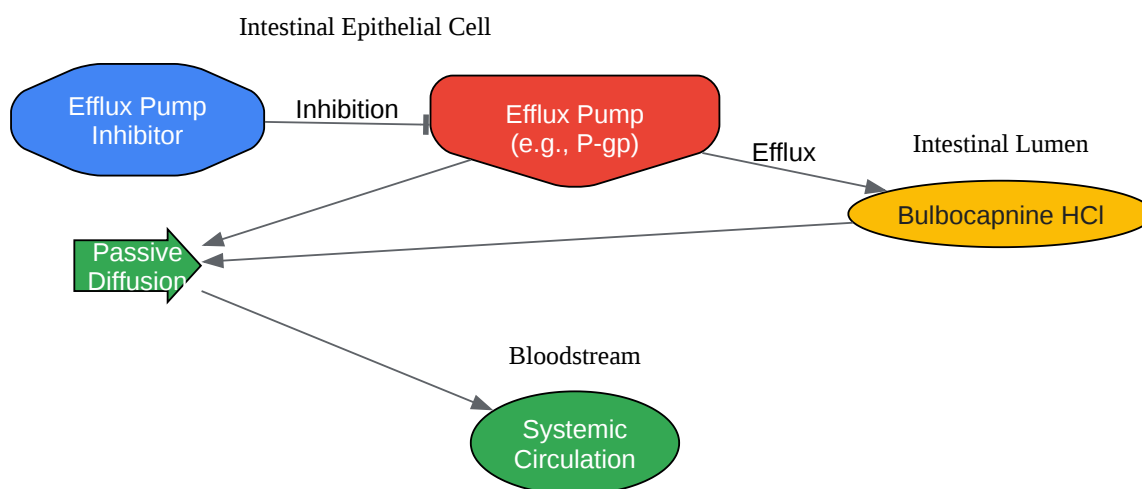 Intestinal Epithelial Cell
Efflux Pump
Inhibitor
Inhibition
Efflux Pump
(e.g., P-gp)
Efflux
Intestinal Lumen
Bulbocapnine HCl
Passive
Diffusion
Bloodstream
Systemic
Circulation